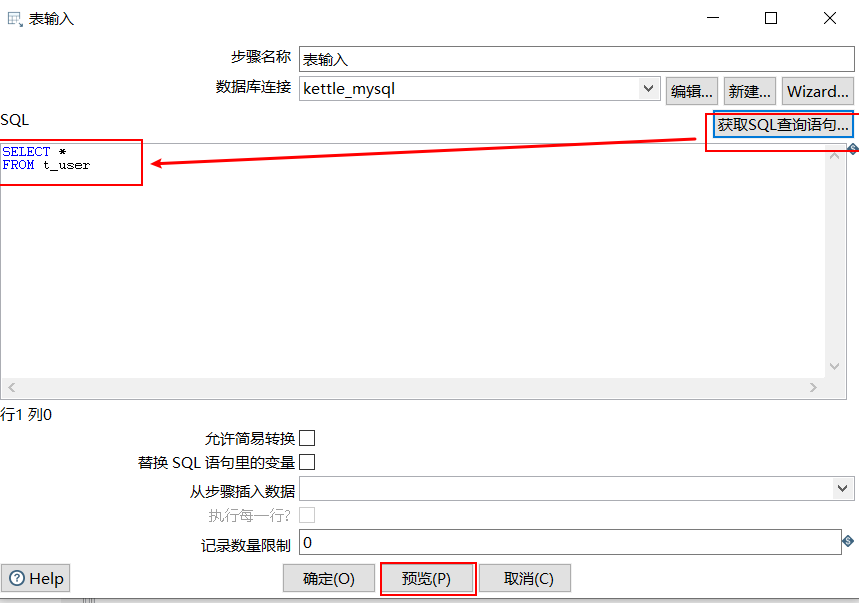 表输入
步骤名称 表输入
数据库连接 kettle_mysql 编辑... 新建... Wizard...
SQL 获取SQL查询语句...
SELECT *
FROM t_user
行1 列0
允许简易转换
替换 SQL 语句里的变量
从步骤插入数据
执行每一行?
记录数量限制 0
Help 确定(O) 预览(P) 取消(C)